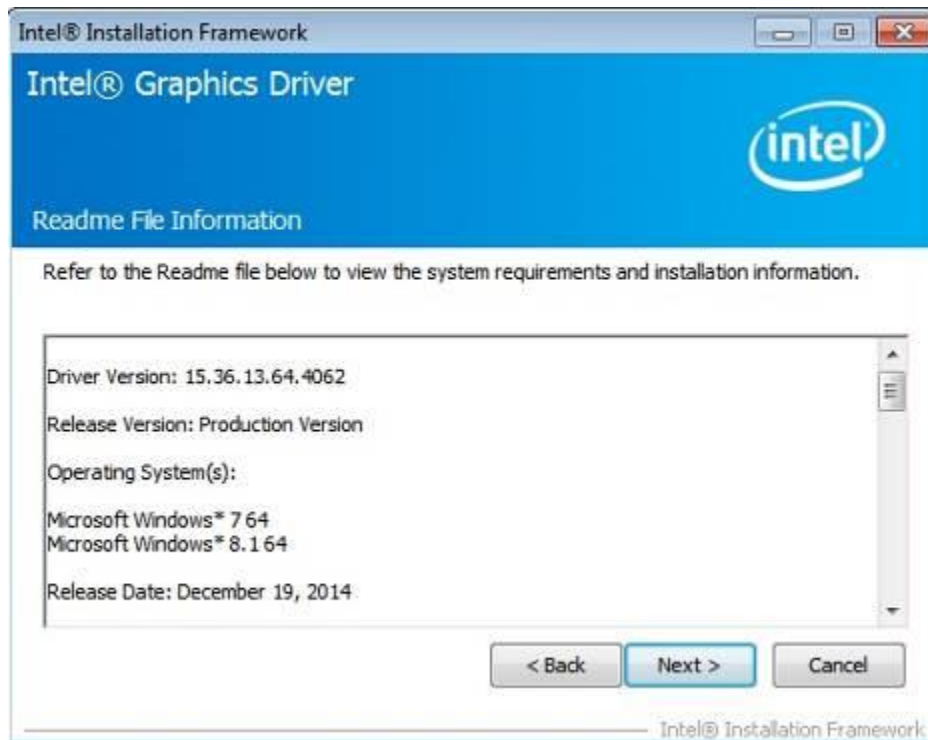 Intel® Installation Framework
Intel® Graphics Driver
intel
Readme File Information
Refer to the Readme file below to view the system requirements and installation information.
Driver Version: 15.36.13.64.4062
Release Version: Production Version
Operating System(s):
Microsoft Windows* 7 64
Microsoft Windows* 8.1 64
Release Date: December 19, 2014
< Back Next > Cancel
Intel® Installation Framework